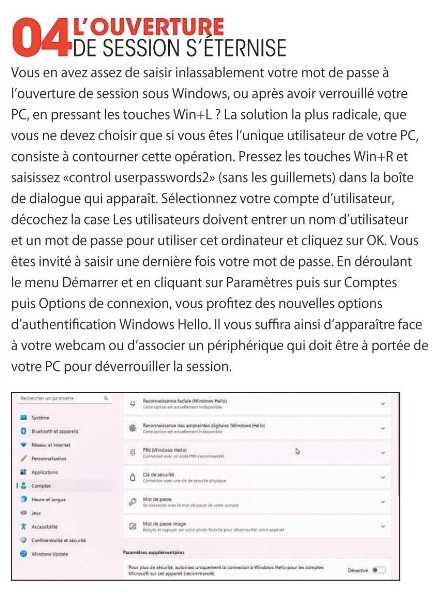 04 L'OUVERTURE
DE SESSION S'ÉTERNISE
Vous en avez assez de saisir inlassablement votre mot de passe à
l'ouverture de session sous Windows, ou après avoir verrouillé votre
PC, en pressant les touches Win+L ? La solution la plus radicale, que
vous ne devez choisir que si vous êtes l'unique utilisateur de votre PC,
consiste à contourner cette opération. Pressez les touches Win+R et
saisissez «control userpasswords2» (sans les guillemets) dans la boîte
de dialogue qui apparaît. Sélectionnez votre compte d'utilisateur,
décochez la case Les utilisateurs doivent entrer un nom d'utilisateur
et un mot de passe pour utiliser cet ordinateur et cliquez sur OK. Vous
êtes invité à saisir une dernière fois votre mot de passe. En déroulant
le menu Démarrer et en cliquant sur Paramètres puis sur Comptes
puis Options de connexion, vous profitez des nouvelles options
d'authentification Windows Hello. Il vous suffira ainsi d'apparaître face
à votre webcam ou d'associer un périphérique qui doit être à portée de
votre PC pour déverrouiller la session.
Rechercher un paramètre
Système
Bluetooth et appareils
Réseau et Internet
Personnalisation
Applications
Comptes
Heure et langue
Jeux
Accessibilité
Confidentialité et sécurité
Windows Update
Reconnaissance faciale (Windows Hello)
Cette option est actuellement indisponible
Reconnaissance des empreintes digitales (Windows Hello)
Cette option est actuellement indisponible
PIN (Windows Hello)
Connexion avec un code PIN (recommandé)
Clé de sécurité
Connexion avec une clé de sécurité physique
Mot de passe
Se connecter avec le mot de passe de votre compte
Mot de passe image
Balayez et appuyez sur votre photo favorite pour déverrouiller votre appareil
Paramètres supplémentaires
Pour plus de sécurité, autorisez uniquement la connexion à Windows Hello pour les comptes
Microsoft sur cet appareil (recommandé)
Désactivé